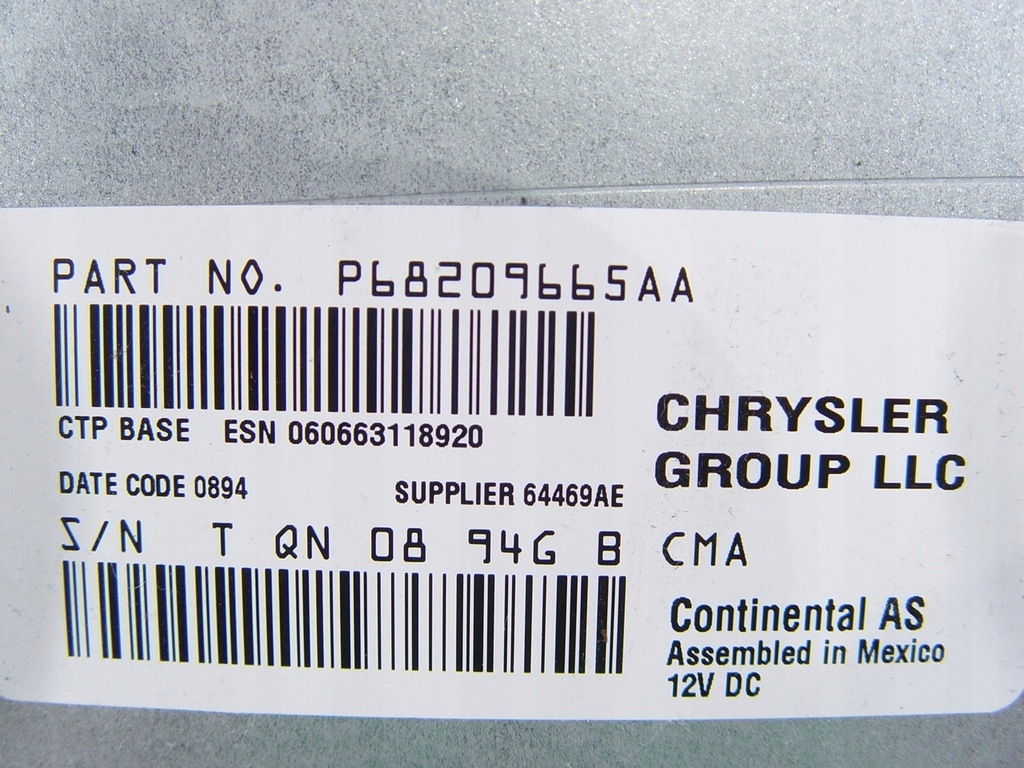 PART NO. P68209665AA
CTP BASE ESN 060663118920
DATE CODE 0894 SUPPLIER 64469AE
S/N T QN 08 94G B
CHRYSLER
GROUP LLC
CMA
Continental AS
Assembled in Mexico
12V DC